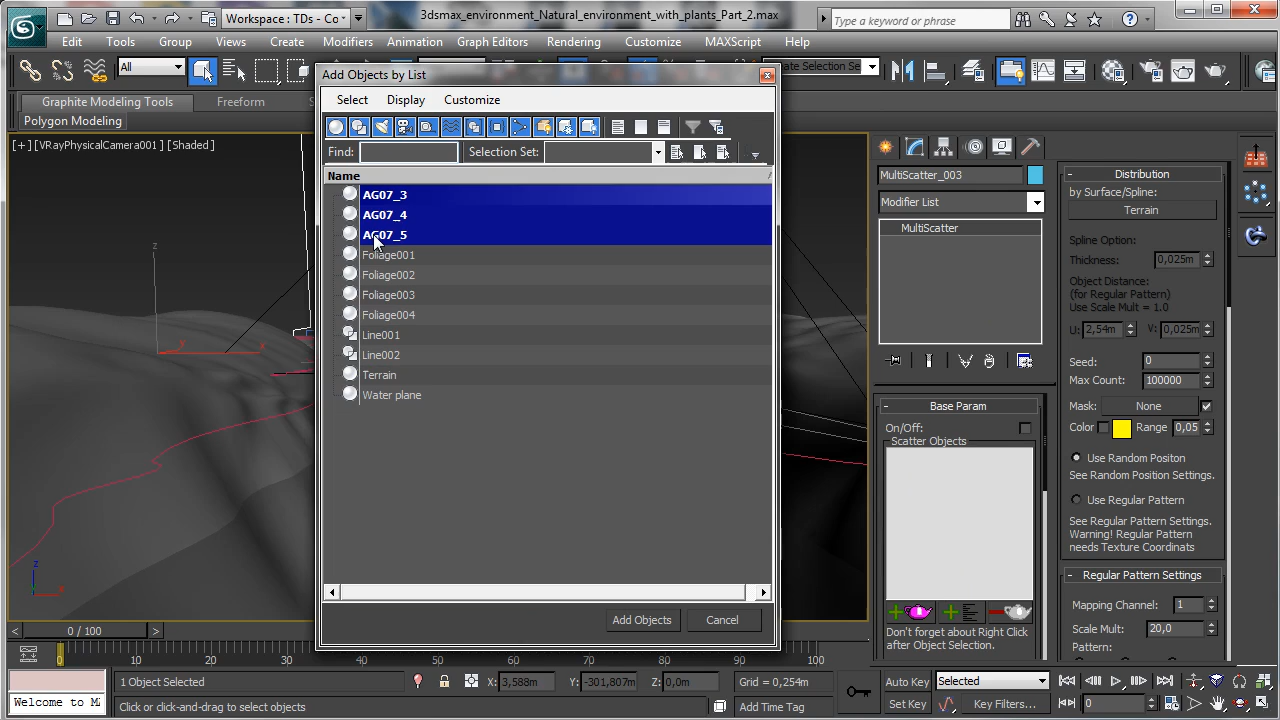 Workspace : TDs - Co
3dsmax_environment_Natural_environment_with_plants_Part_2.max
Type a keyword or phrase
Edit Tools Group Views Create Modifiers Animation Graph Editors Rendering Customize MAXScript Help
All
ate Selection Se
Graphite Modeling Tools Freeform
Polygon Modeling
[+] [VRayPhysicalCamera001 ] [Shaded ]
Add Objects by List
Select Display Customize
Find: Selection Set:
Name
AG07_3
AG07_4
AG07_5
Foliage001
Foliage002
Foliage003
Foliage004
Line001
Line002
Terrain
Water plane
Add Objects Cancel
z
y
x
z
x
MultiScatter_003
Modifier List
MultiScatter
- Base Param
On/Off:
Scatter Objects
Don't forget about Right Click
after Object Selection.
- Distribution
by Surface/Spline:
Terrain
Spline Option:
Thickness: 0,025m
Object Distance:
(for Regular Pattern)
Use Scale Mult = 1.0
U: 2,54m V: 0,025m
Seed: 0
Max Count: 100000
Mask: None
Color Range 0,05
Use Random Positon
See Random Position Settings.
Use Regular Pattern
See Regular Pattern Settings.
Warning! Regular Pattern
needs Texture Coordinats
- Regular Pattern Settings
Mapping Channel: 1
Scale Mult: 20,0
Pattern:
< 0 / 100 >
0 10 20 30 40 50 60 70 80 90 100
1 Object Selected X: 3,588m Y: -301,807m Z: 0,0m Grid = 0,254m Auto Key Selected
Welcome to M
Click or click-and-drag to select objects Add Time Tag Set Key Key Filters... 0